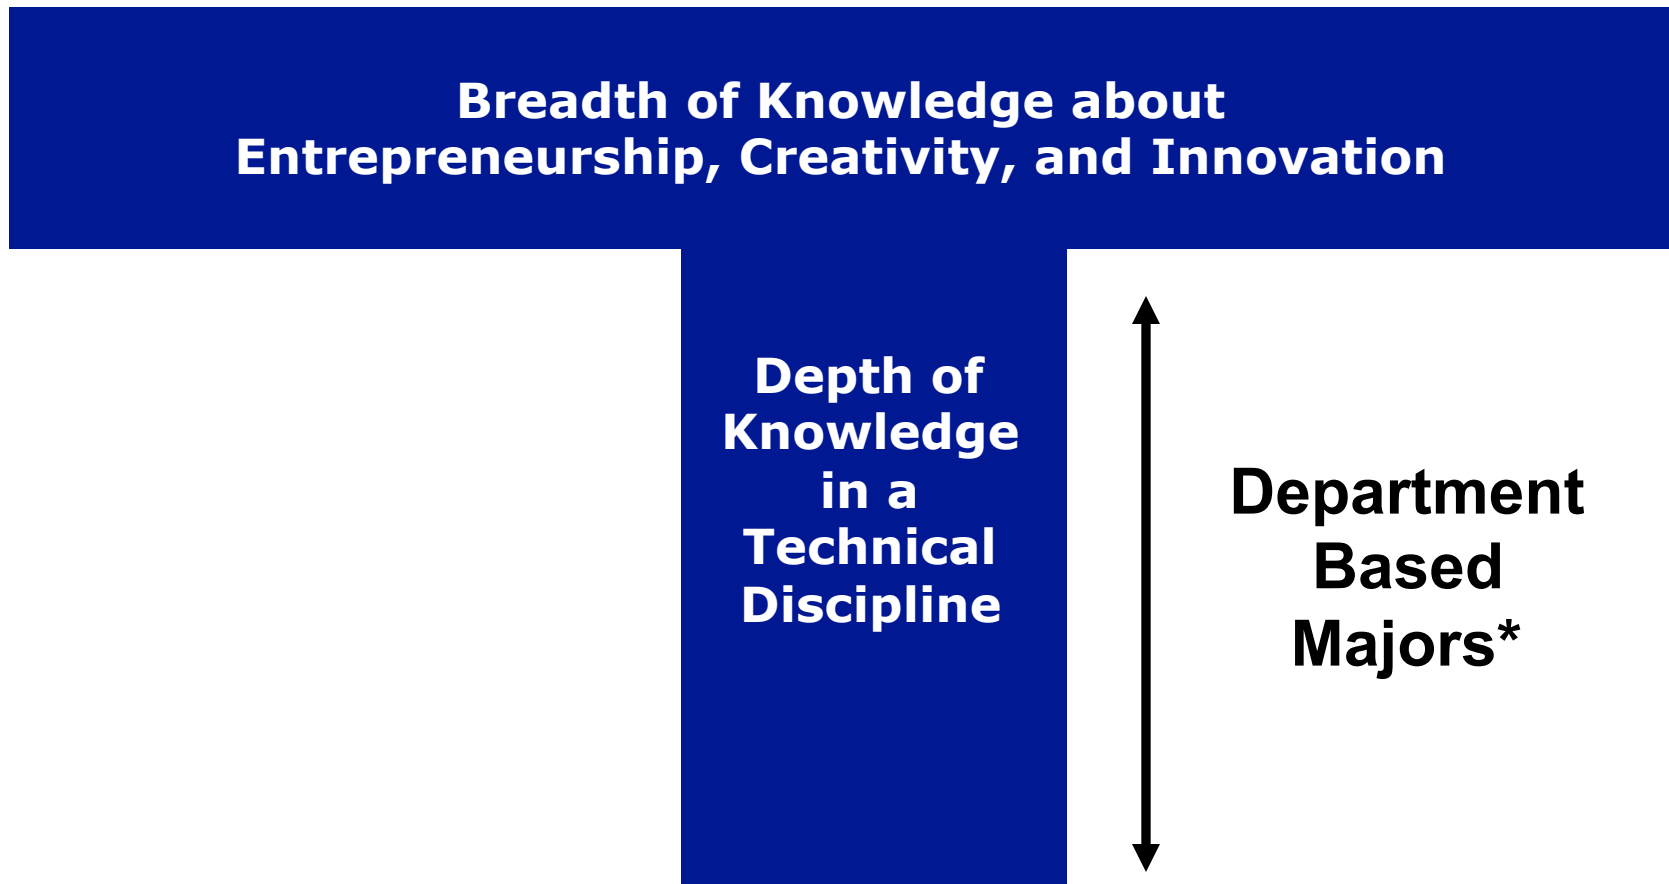 Breadth of Knowledge about
Entrepreneurship, Creativity, and Innovation
Depth of
Knowledge
in a
Technical
Discipline
Department
Based
Majors*